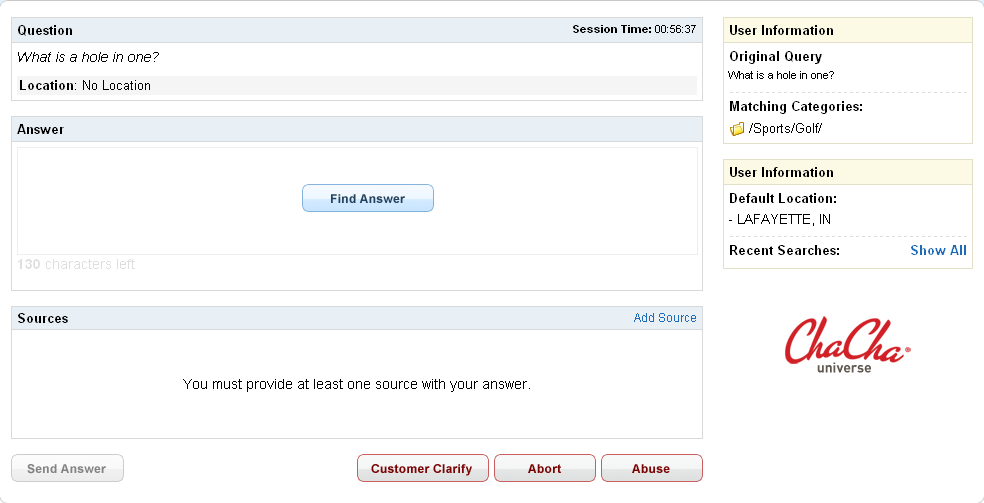 Question
Session Time: 00:56:37
What is a hole in one?
Location: No Location
Answer
Find Answer
130 characters left
Sources
Add Source
You must provide at least one source with your answer.
Send Answer
Customer Clarify
Abort
Abuse
User Information
Original Query
What is a hole in one?
Matching Categories:
/Sports/Golf/
User Information
Default Location:
- LAFAYETTE, IN
Recent Searches:
Show All
ChaCha
universe